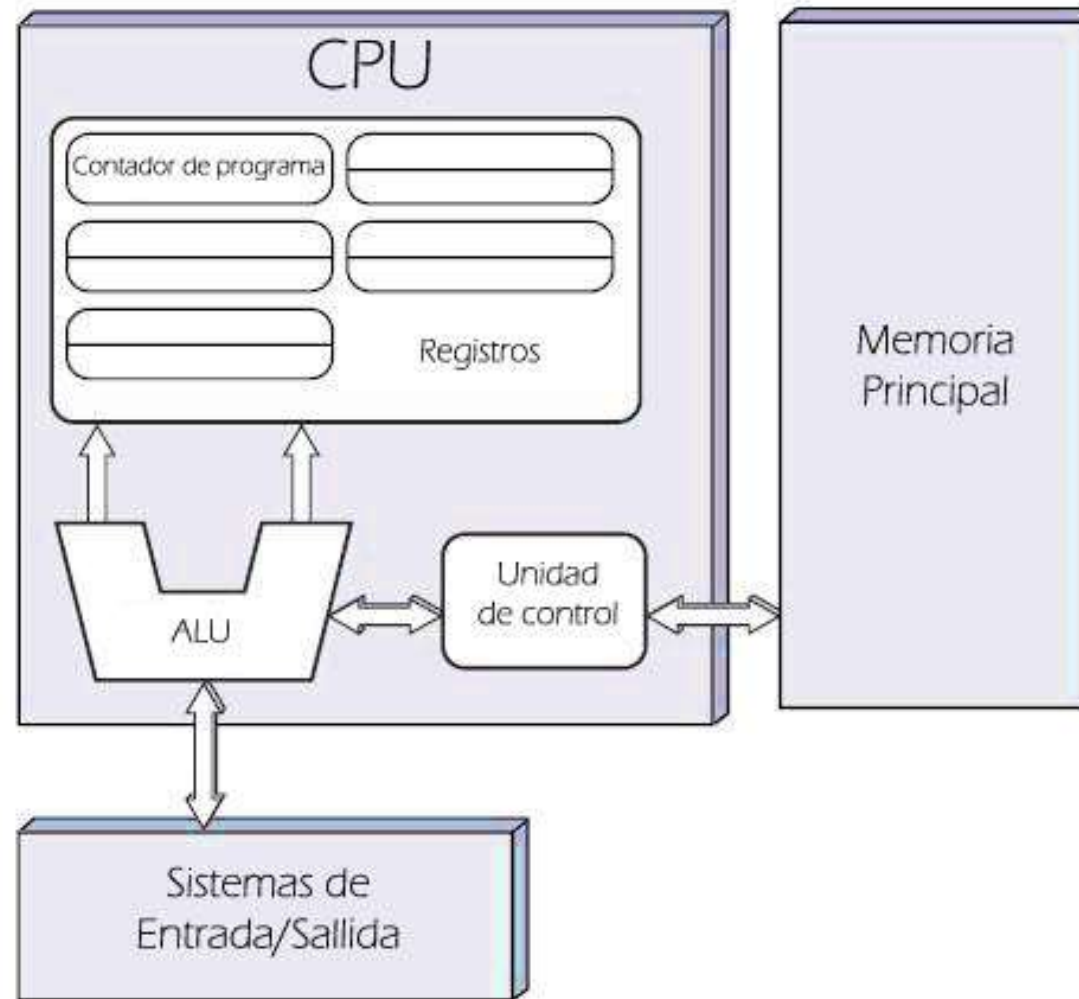 CPU
Contador de programa
Registros
Memoria
Principal
Unidad
de control
ALU
Sistemas de
Entrada/Sallida